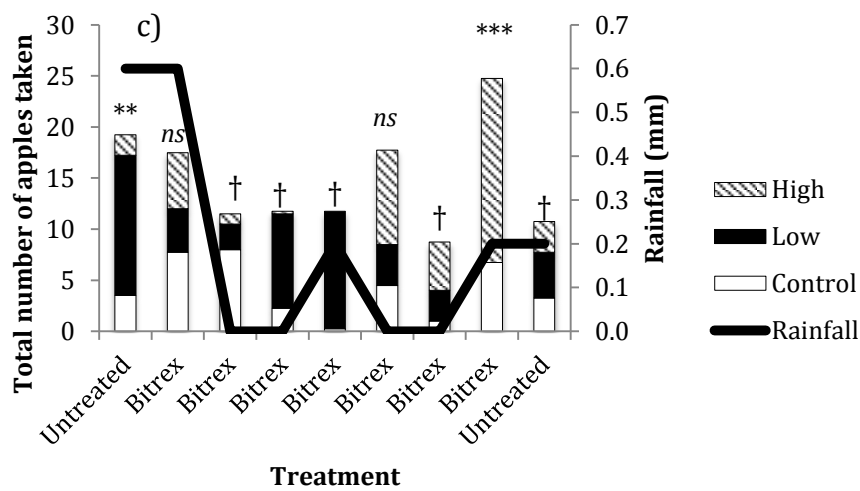 c)
30
25
20
15
10
5
0
Total number of apples taken
**
ns
†
†
†
ns
†
***
†
0.7
0.6
0.5
0.4
0.3
0.2
0.1
0.0
Rainfall (mm)
Untreated
Bitrex
Bitrex
Bitrex
Bitrex
Bitrex
Bitrex
Bitrex
Untreated
Treatment
High
Low
Control
Rainfall